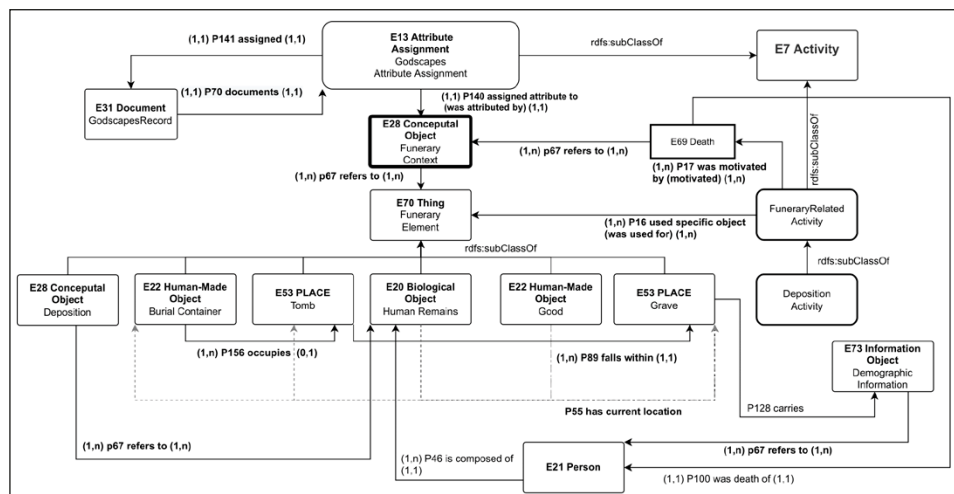 E13 Attribute
Assignment
Godscapes
Attribute Assignment
(1,1) P141 assigned (1,1)
rdfs:subClassOf
E7 Activity
(1,1) P70 documents (1,1)
E31 Document
GodscapesRecord
(1,1) P140 assigned attribute to
(was attributed by) (1,1)
E28 Conceputal Object
Funerary
Context
(1,n) p67 refers to (1,n)
E69 Death
rdfs:subClassOf
(1,n) P17 was motivated
by (motivated) (1,n)
(1,n) p67 refers to (1,n)
E70 Thing
Funerary
Element
(1,n) P16 used specific object
(was used for) (1,n)
FuneraryRelated
Activity
rdfs:subClassOf
rdfs:subClassOf
E28 Conceputal
Object
Deposition
E22 Human-Made
Object
Burial Container
E53 PLACE
Tomb
E20 Biological
Object
Human Remains
E22 Human-Made
Object
Good
E53 PLACE
Grave
Deposition
Activity
(1,n) P156 occupies (0,1)
(1,n) P89 falls within (1,1)
E73 Information
Object
Demographic
Information
P55 has current location
P128 carries
(1,n) p67 refers to (1,n)
(1,n) P46 is composed of
(1,1)
E21 Person
(1,n) p67 refers to (1,n)
(1,1) P100 was death of (1,1)